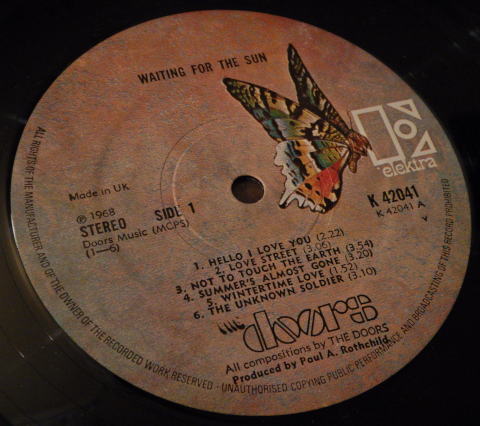 WAITING FOR THE SUN
elektra
Made in UK
K 42041
K 42041 A
℗ 1968
STEREO SIDE 1
Doors Music (MCPS)
(1—6)
1. HELLO I LOVE YOU (2.22)
2. LOVE STREET (3.06)
3. NOT TO TOUCH THE EARTH (3.54)
4. SUMMER'S ALMOST GONE (3.20)
5. WINTERTIME LOVE (1.52)
6. THE UNKNOWN SOLDIER (3.10)
THE DOORS
All compositions by THE DOORS
Produced by Paul A. Rothchild
ALL RIGHTS OF THE MANUFACTURER AND OF THE OWNER OF THE RECORDED WORK RESERVED - UNAUTHORISED COPYING PUBLIC PERFORMANCE AND BROADCASTING OF THIS RECORD PROHIBITED